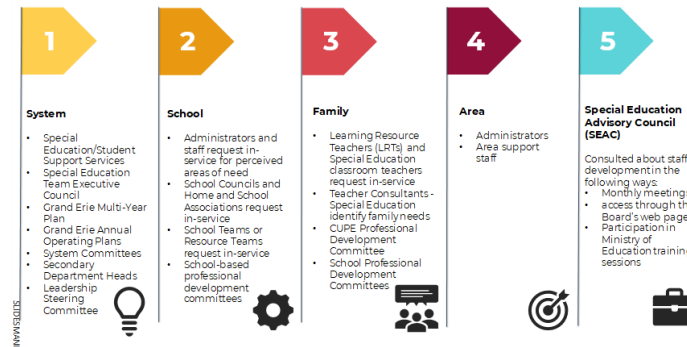 1
System
• Special
Education/Student
Support Services
• Special Education
Team Executive
Council
• Grand Erie Multi-Year
Plan
• Grand Erie Annual
Operating Plans
• System Committees
• Secondary
Department Heads
• Leadership
Steering
Committee
2
School
• Administrators and
staff request in-
service for perceived
areas of need
• School Councils and
Home and School
Associations request
in-service
• School Teams or
Resource Teams
request in-service
• School-based
professional
development
committees
3
Family
• Learning Resource
Teachers (LRTs) and
Special Education
classroom teachers
request in-service
• Teacher Consultants -
Special Education
identify family needs
• CUPE Professional
Development
Committee
• School Professional
Development
Committees
4
Area
• Administrators
• Area support
staff
5
Special Education
Advisory Council
(SEAC)
Consulted about staff
development in the
following ways:
• Monthly meetings
• access through th
Board's web page
• Participation in
Ministry of
Education trainin
sessions
SLIDESMAN